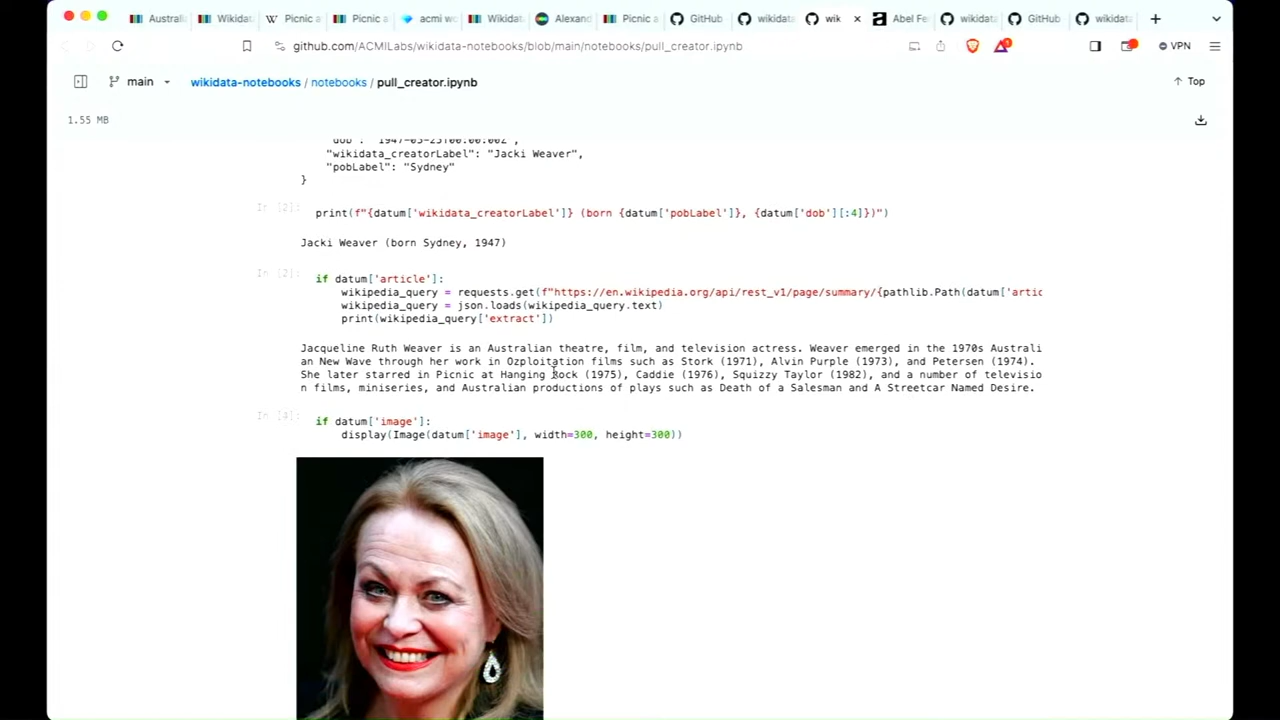 Australi
Wikidat
Picnic a
Picnic a
acmi wo
Wikidat
Alexand
Picnic a
GitHub
wikidata
wik
Abel Fe
wikidat
GitHub
wikidat
github.com/ACMILabs/wikidata-notebooks/blob/main/notebooks/pull_creator.ipynb
VPN
main
wikidata-notebooks / notebooks / pull_creator.ipynb
Top
1.55 MB
"wikidata_creatorLabel": "Jacki Weaver",
"pobLabel": "Sydney"
}
In [2]:
print(f"{datum['wikidata_creatorLabel']} (born {datum['pobLabel']}, {datum['dob'][:4]})")
Jacki Weaver (born Sydney, 1947)
In [2]:
if datum['article']:
wikipedia_query = requests.get(f"https://en.wikipedia.org/api/rest_v1/page/summary/{pathlib.Path(datum['artic
wikipedia_query = json.loads(wikipedia_query.text)
print(wikipedia_query['extract'])
Jacqueline Ruth Weaver is an Australian theatre, film, and television actress. Weaver emerged in the 1970s Australi
an New Wave through her work in Ozploitation films such as Stork (1971), Alvin Purple (1973), and Petersen (1974).
She later starred in Picnic at Hanging Rock (1975), Caddie (1976), Squizzy Taylor (1982), and a number of televisio
n films, miniseries, and Australian productions of plays such as Death of a Salesman and A Streetcar Named Desire.
In [4]:
if datum['image']:
display(Image(datum['image'], width=300, height=300))